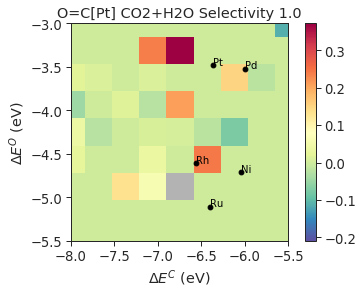 O=C[Pt] CO2+H2O Selectivity 1.0
ΔE^O (eV)
−3.0
−3.5
−4.0
−4.5
−5.0
−5.5
Pt
Pd
Rh
Ni
Ru
−8.0 −7.5 −7.0 −6.5 −6.0 −5.5
ΔE^C (eV)
0.3
0.2
0.1
0.0
−0.1
−0.2